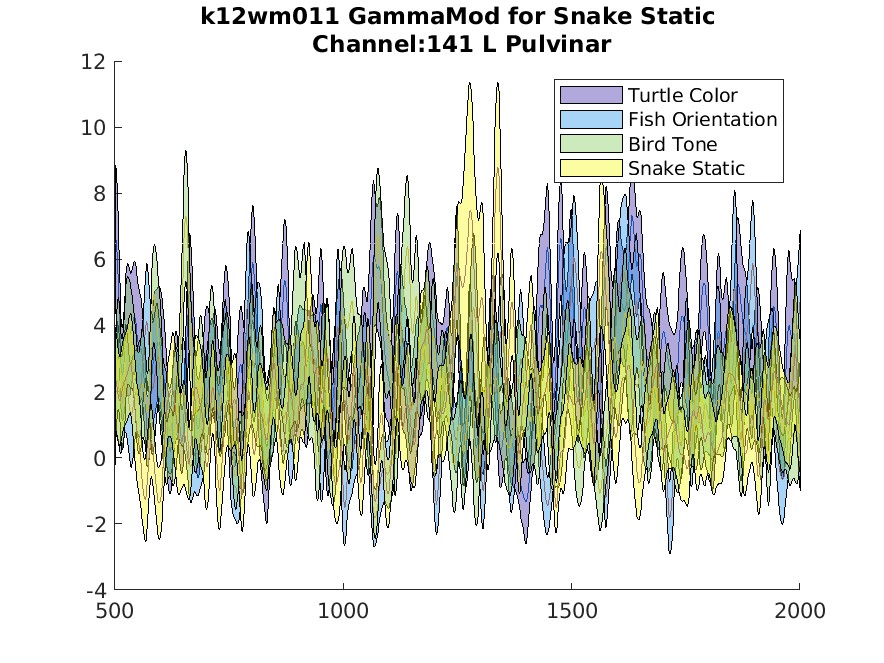 k12wm011 GammaMod for Snake Static
Channel:141 L Pulvinar
12
10
8
6
4
2
0
-2
-4
500
1000
1500
2000
Turtle Color
Fish Orientation
Bird Tone
Snake Static